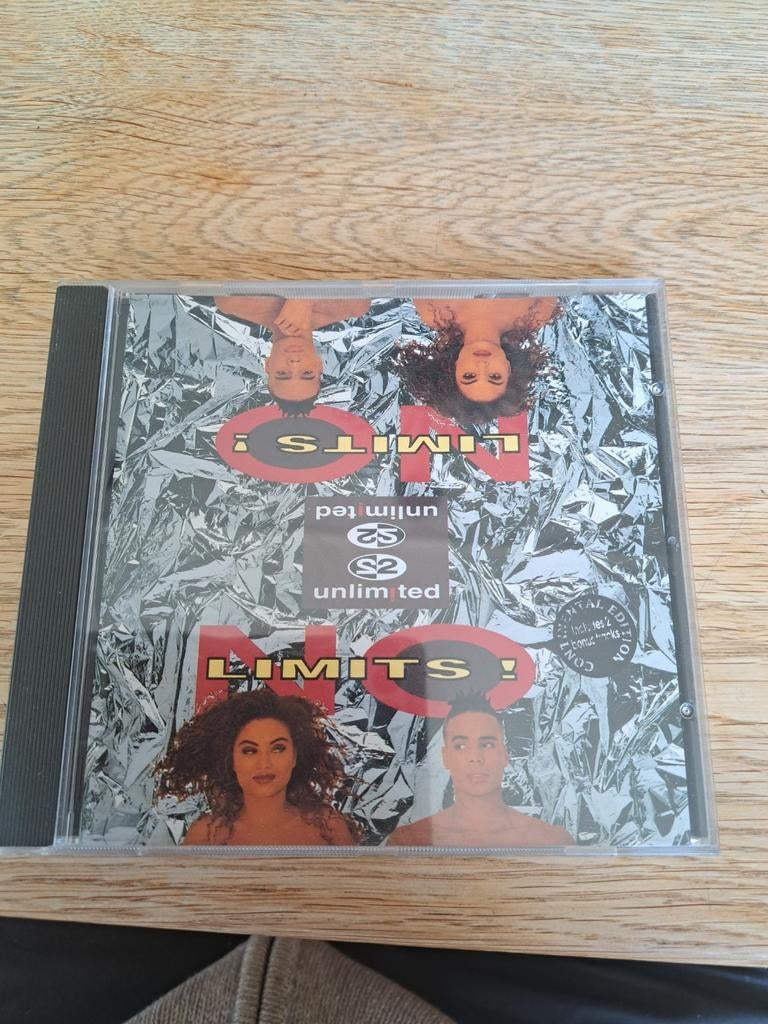 NO
LIMITS !
unlimited
2
2
unlimited
NO
LIMITS !
CONTINENTAL EDITION
Includes 2
bonus tracks